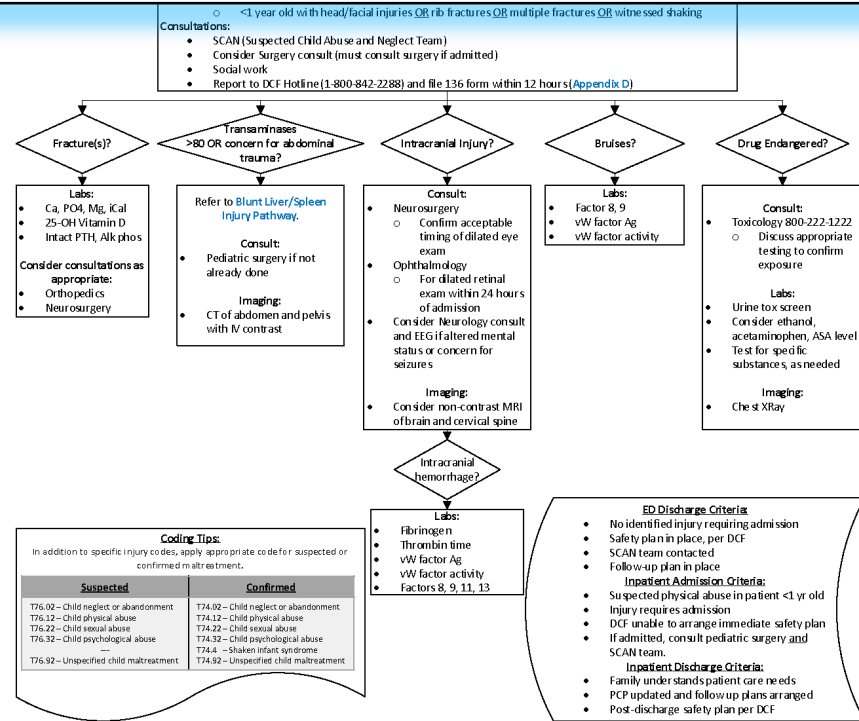 <1 year old with head/facial injuries OR rib fractures OR multiple fractures OR witnessed shaking
Consultations:
SCAN (Suspected Child Abuse and Neglect Team)
Consider Surgery consult (must consult surgery if admitted)
Social work
Report to DCF Hotline (1-800-842-2288) and file 136 form within 12 hours (Appendix D)
Fracture(s)?
Labs:
Ca, PO4, Mg, iCal
25-OH Vitamin D
Intact PTH, Alk phos
Consider consultations as
appropriate:
Orthopedics
Neurosurgery
Transaminases
>80 OR concern for abdominal
trauma?
Refer to Blunt Liver/Spleen
Injury Pathway.
Consult:
Pediatric surgery if not
already done
Imaging:
CT of abdomen and pelvis
with IV contrast
Intracranial Injury?
Consult:
Neurosurgery
Confirm acceptable
timing of dilated eye
exam
Ophthalmology
For dilated retinal
exam within 24 hours
of admission
Consider Neurology consult
and EEG if altered mental
status or concern for
seizures
Imaging:
Consider non-contrast MRI
of brain and cervical spine
Intracranial
hemorrhage?
Labs:
Fibrinogen
Thrombin time
vW factor Ag
vW factor activity
Factors 8, 9, 11, 13
Bruises?
Labs:
Factor 8, 9
vW factor Ag
vW factor activity
Drug Endangered?
Consult:
Toxicology 800-222-1222
Discuss appropriate
testing to confirm
exposure
Labs:
Urine tox screen
Consider ethanol,
acetaminophen, ASA level
Test for specific
substances, as needed
Imaging:
Chest XRay
Coding Tips:
In addition to specific injury codes, apply appropriate code for suspected or
confirmed maltreatment.
Suspected Confirmed
T76.02 – Child neglect or abandonment T74.02 – Child neglect or abandonment
T76.12 – Child physical abuse T74.12 – Child physical abuse
T76.22 – Child sexual abuse T74.22 – Child sexual abuse
T76.32 – Child psychological abuse T74.32 – Child psychological abuse
--- T74.4 – Shaken infant syndrome
T76.92 – Unspecified child maltreatment T74.92 – Unspecified child maltreatment
ED Discharge Criteria:
No identified injury requiring admission
Safety plan in place, per DCF
SCAN team contacted
Follow-up plan in place
Inpatient Admission Criteria:
Suspected physical abuse in patient <1 yr old
Injury requires admission
DCF unable to arrange immediate safety plan
If admitted, consult pediatric surgery and
SCAN team.
Inpatient Discharge Criteria:
Family understands patient care needs
PCP updated and follow up plans arranged
Post-discharge safety plan per DCF